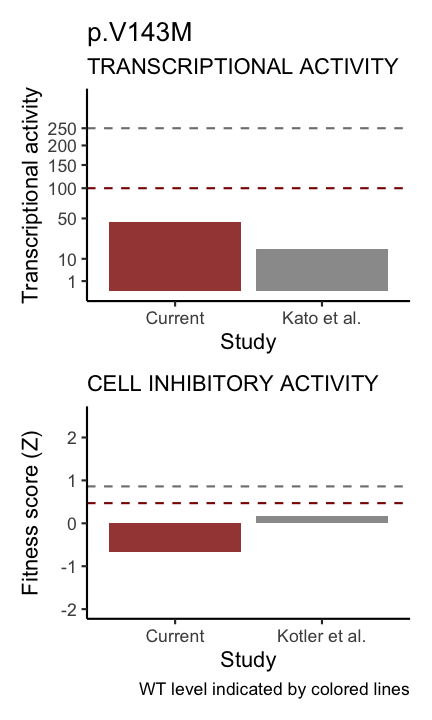 p.V143M
TRANSCRIPTIONAL ACTIVITY
Transcriptional activity
250
200
150
100
50
10
1
Current
Kato et al.
Study
CELL INHIBITORY ACTIVITY
Fitness score (Z)
2
1
0
-1
-2
Current
Kotler et al.
Study
WT level indicated by colored lines